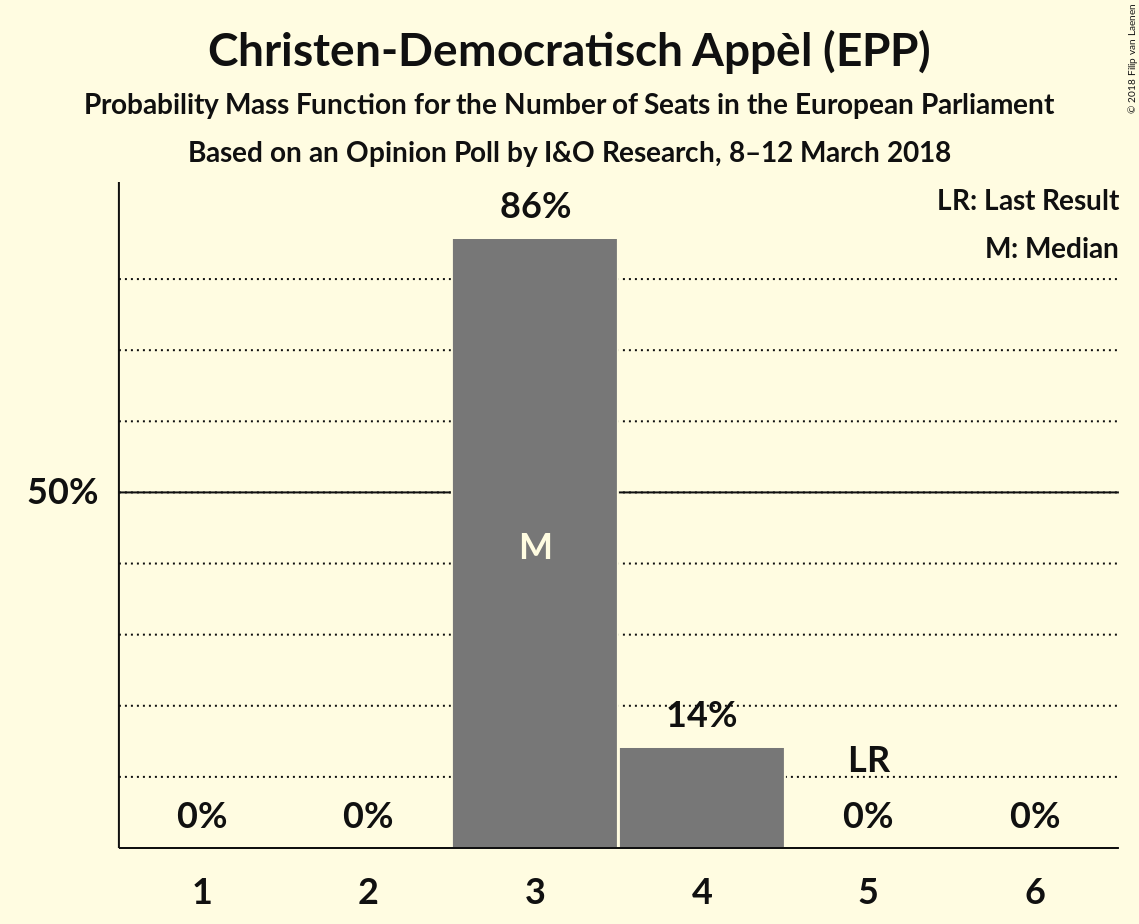 Christen-Democratisch Appèl (EPP)
Probability Mass Function for the Number of Seats in the European Parliament
Based on an Opinion Poll by I&O Research, 8–12 March 2018
© 2018 Filip van Laenen
LR: Last Result
M: Median
86%
50%
M
14%
LR
0% 0% 0% 0%
1 2 3 4 5 6